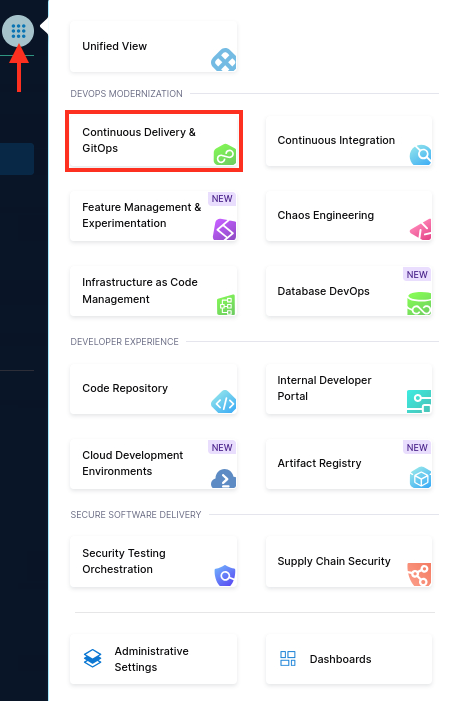 Unified View
DEVOPS MODERNIZATION
Continuous Delivery &
GitOps
Continuous Integration
NEW
Feature Management &
Experimentation
Chaos Engineering
Infrastructure as Code
Management
NEW
Database DevOps
DEVELOPER EXPERIENCE
Code Repository
Internal Developer
Portal
NEW
Cloud Development
Environments
NEW
Artifact Registry
SECURE SOFTWARE DELIVERY
Security Testing
Orchestration
Supply Chain Security
Administrative
Settings
Dashboards